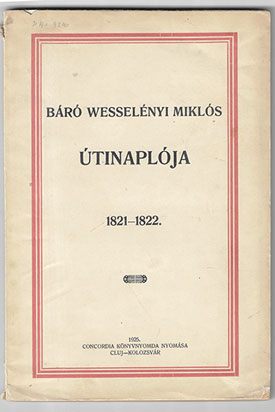 BÁRÓ WESSELÉNYI MIKLÓS
ÚTINAPLÓJA
1821–1822.
1925.
CONCORDIA KÖNYVNYOMDA NYOMÁSA
CLUJ–KOLOZSVÁR